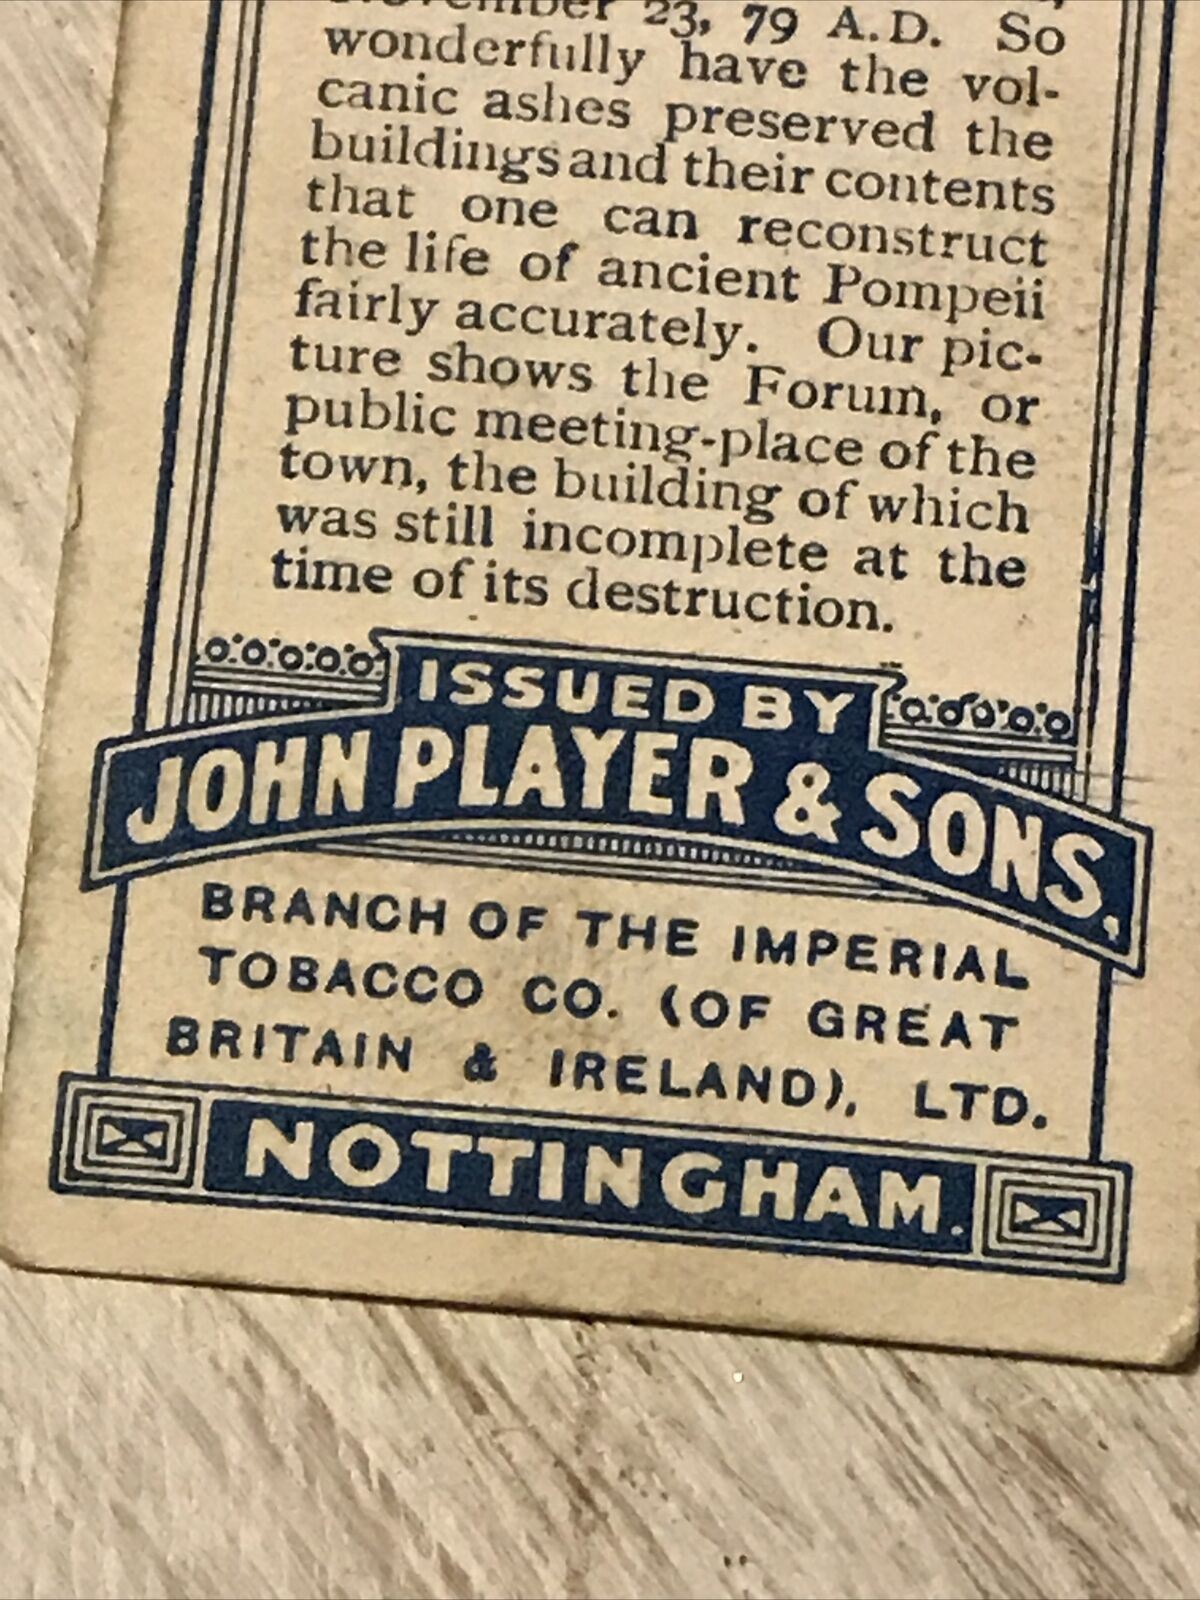 November 23, 79 A.D. So
wonderfully have the vol-
canic ashes preserved the
buildings and their contents
that one can reconstruct
the life of ancient Pompeii
fairly accurately. Our pic-
ture shows the Forum, or
public meeting-place of the
town, the building of which
was still incomplete at the
time of its destruction.
ISSUED BY
JOHN PLAYER & SONS.
BRANCH OF THE IMPERIAL
TOBACCO CO. (OF GREAT
BRITAIN & IRELAND), LTD.
NOTTINGHAM.